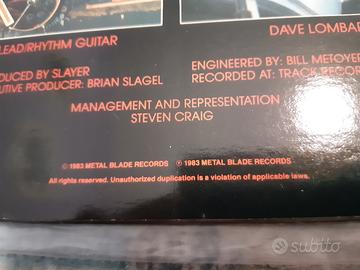 LEAD/RHYTHM GUITAR
DAVE LOMBAR
DUCED BY SLAYER
UTIVE PRODUCER: BRIAN SLAGEL
ENGINEERED BY: BILL METOYER
RECORDED AT: TRACK RECOR
MANAGEMENT AND REPRESENTATION
STEVEN CRAIG
© 1983 METAL BLADE RECORDS ℗ 1983 METAL BLADE RECORDS
All rights reserved. Unauthorized duplication is a violation of applicable laws.
subito